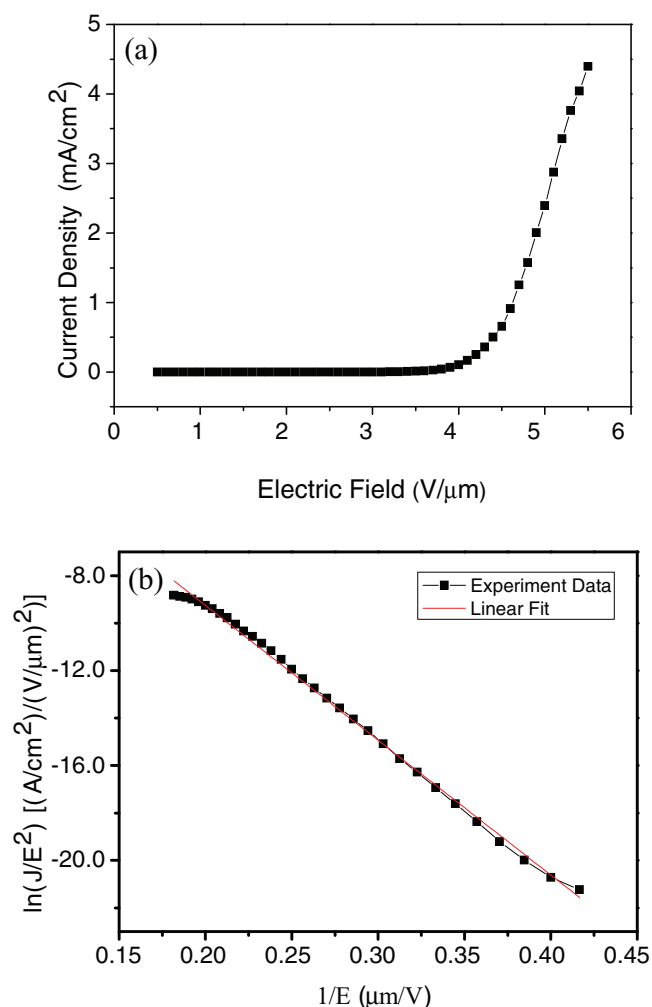 (a)
5
4
3
2
1
0
0 1 2 3 4 5 6
Current Density (mA/cm²)
Electric Field (V/μm)
(b)
-8.0
-12.0
-16.0
-20.0
0.15 0.20 0.25 0.30 0.35 0.40 0.45
ln(J/E²) [(A/cm²)/(V/μm)²)]
1/E (μm/V)
Experiment Data
Linear Fit